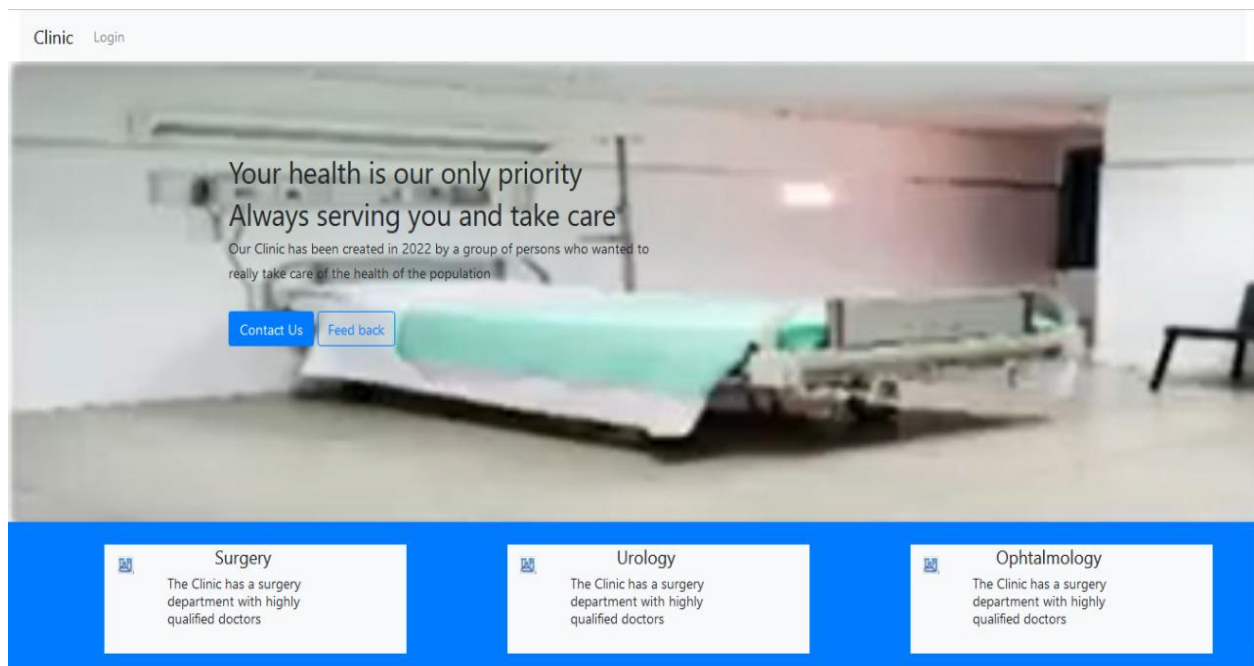 Clinic Login
Your health is our only priority
Always serving you and take care
Our Clinic has been created in 2022 by a group of persons who wanted to
really take care of the health of the population
Contact Us Feed back
Surgery
The Clinic has a surgery
department with highly
qualified doctors
Urology
The Clinic has a surgery
department with highly
qualified doctors
Ophtalmology
The Clinic has a surgery
department with highly
qualified doctors